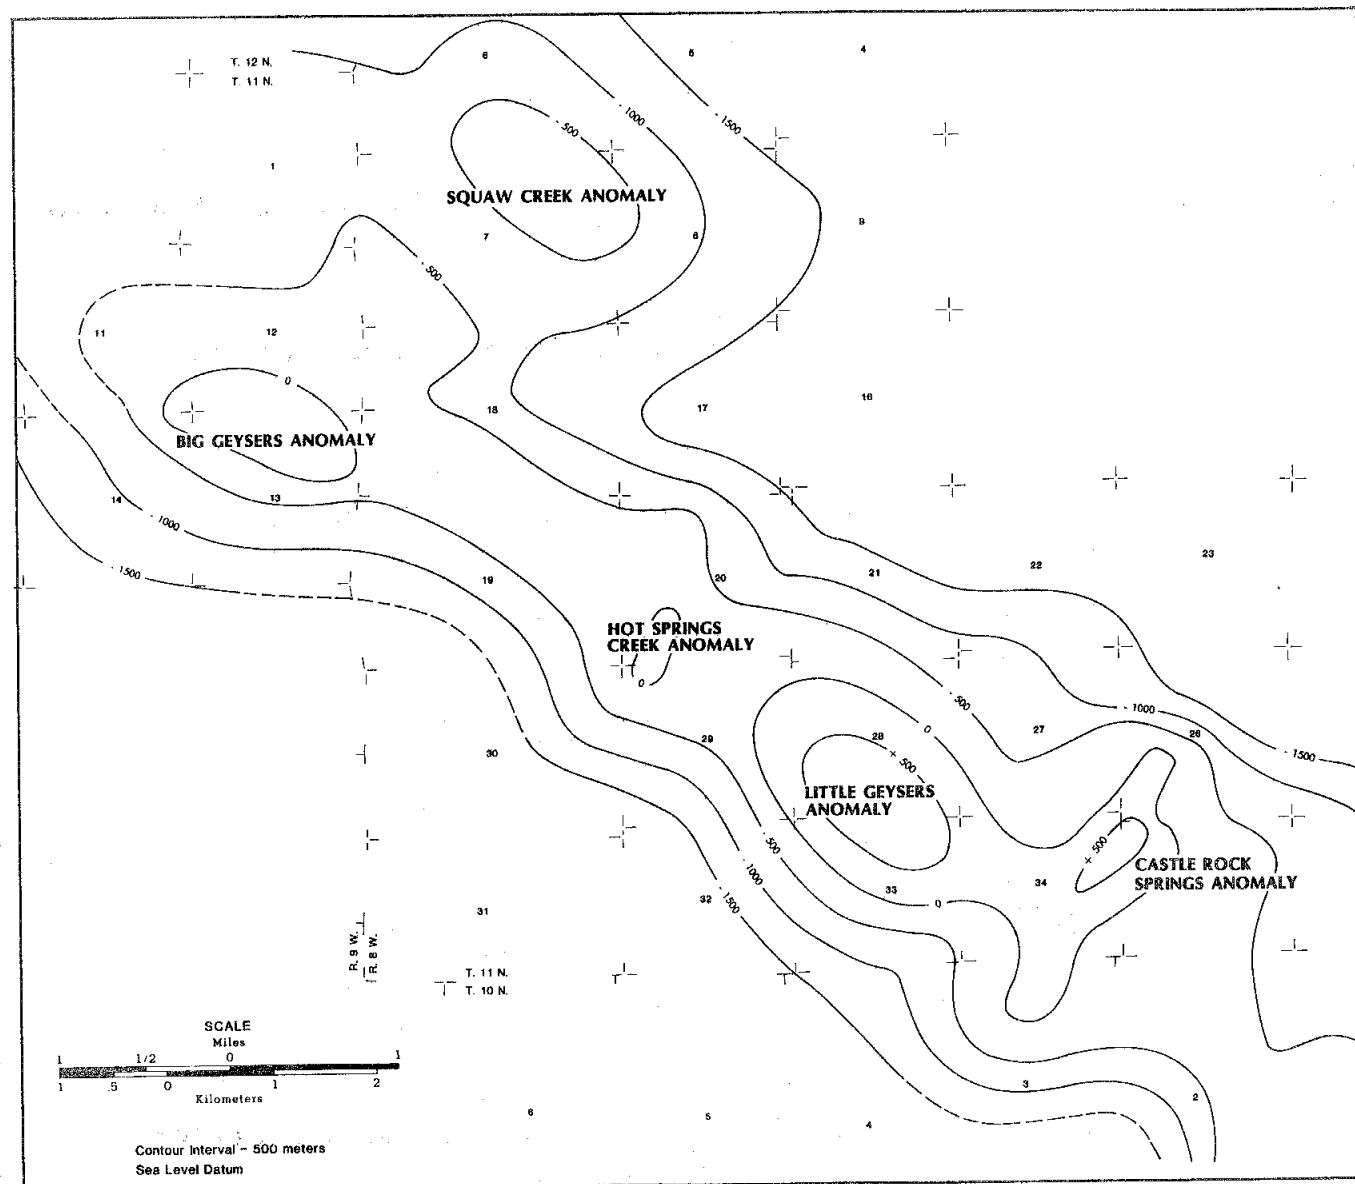 6
5
4
T. 12 N.
T. 11 N.
- 1000
- 1500
- 500
1
SQUAW CREEK ANOMALY
9
7
8
- 500
11
12
0
18
17
16
BIG GEYSERS ANOMALY
14
13
- 1000
- 1500
19
20
21
22
23
HOT SPRINGS
CREEK ANOMALY
0
- 500
- 1000
- 1500
0
27
26
28
29
30
+ 500
LITTLE GEYSERS
ANOMALY
- 500
- 1000
- 1500
+ 500
CASTLE ROCK
SPRINGS ANOMALY
33
34
0
32
31
R. 9 W.
R. 8 W.
T. 11 N.
T. 10 N.
SCALE
Miles
1 1/2 0 1
1 .5 0 1 2
Kilometers
3
2
6
5
4
Contour Interval - 500 meters
Sea Level Datum